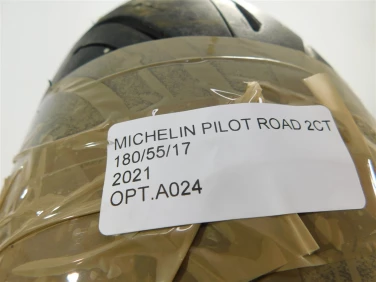 MICHELIN PILOT ROAD 2CT
180/55/17
2021
OPT.A024